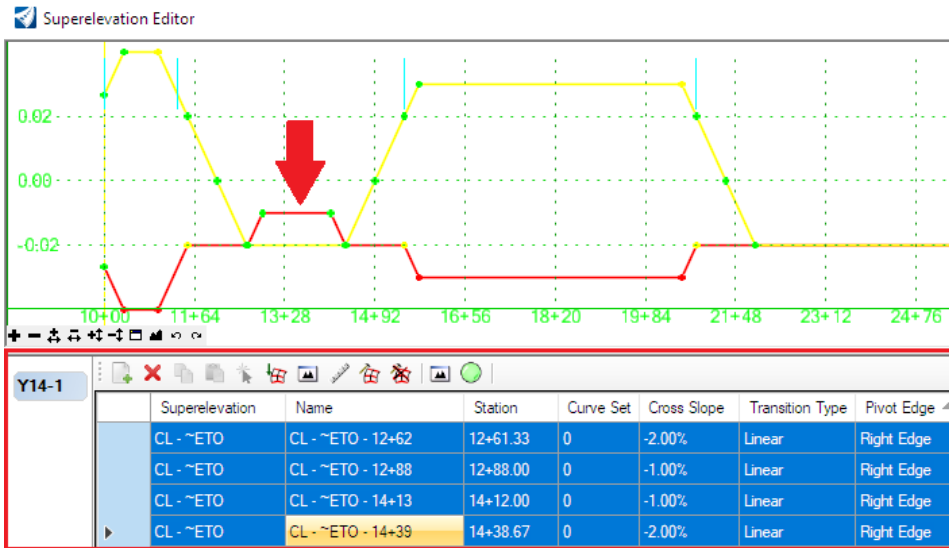 Superelevation Editor
0.02
0.00
-0.02
10+00 11+64 13+28 14+92 16+56 18+20 19+84 21+48 23+12 24+76
Y14-1
Superelevation Name Station Curve Set Cross Slope Transition Type Pivot Edge
CL - ~ETO CL - ~ETO - 12+62 12+61.33 0 -2.00% Linear Right Edge
CL - ~ETO CL - ~ETO - 12+88 12+88.00 0 -1.00% Linear Right Edge
CL - ~ETO CL - ~ETO - 14+13 14+12.00 0 -1.00% Linear Right Edge
CL - ~ETO CL - ~ETO - 14+39 14+38.67 0 -2.00% Linear Right Edge